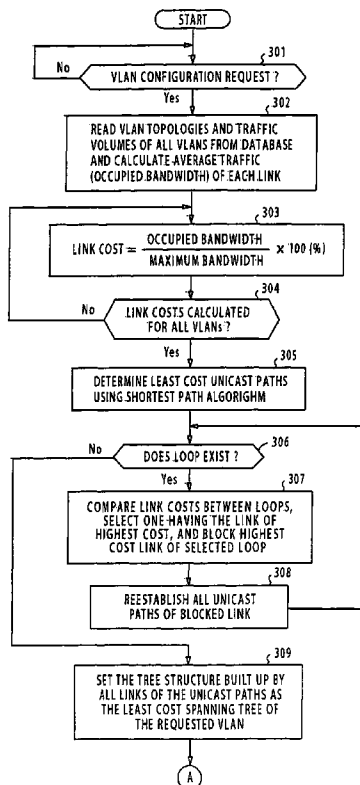 START
301
No
VLAN CONFIGURATION REQUEST ?
Yes
302
READ VLAN TOPOLOGIES AND TRAFFIC
VOLUMES OF ALL VLANS FROM DATABASE
AND CALCULATE AVERAGE TRAFFIC
(OCCUPIED BANDWIDTH) OF EACH LINK
303
LINK COST = OCCUPIED BANDWIDTH / MAXIMUM BANDWIDTH × 100 (%)
304
No
LINK COSTS CALCULATED
FOR ALL VLANs ?
Yes
305
DETERMINE LEAST COST UNICAST PATHS
USING SHORTEST PATH ALGORIGHM
306
No
DOES LOOP EXIST ?
Yes
307
COMPARE LINK COSTS BETWEEN LOOPS,
SELECT ONE HAVING THE LINK OF
HIGHEST COST, AND BLOCK HIGHEST
COST LINK OF SELECTED LOOP
308
REESTABLISH ALL UNICAST
PATHS OF BLOCKED LINK
309
SET THE TREE STRUCTURE BUILT UP BY
ALL LINKS OF THE UNICAST PATHS AS
THE LEAST COST SPANNING TREE OF
THE REQUESTED VLAN
A